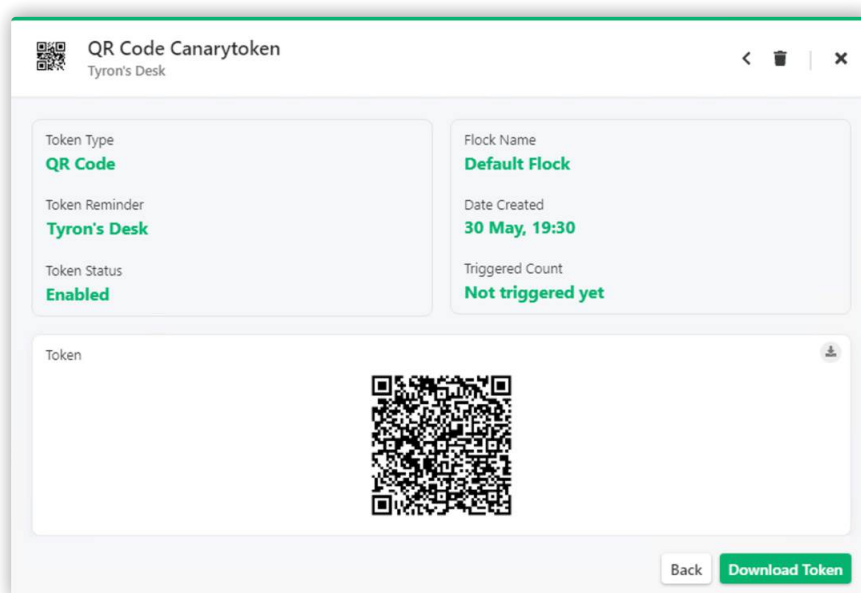 QR Code Canarytoken
Tyron's Desk
Token Type
QR Code
Token Reminder
Tyron's Desk
Token Status
Enabled
Flock Name
Default Flock
Date Created
30 May, 19:30
Triggered Count
Not triggered yet
Token
Back
Download Token